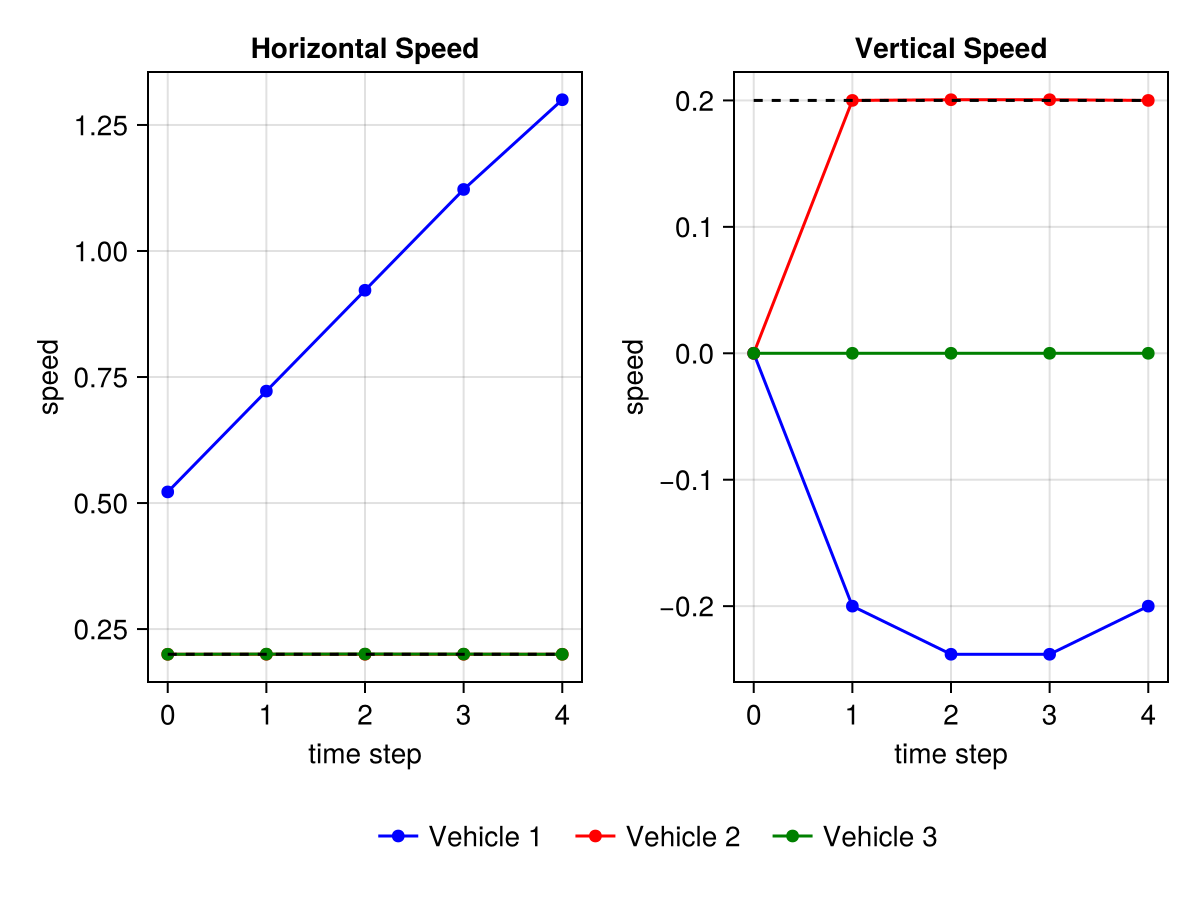 Horizontal Speed
1.25
1.00
0.75
0.50
0.25
speed
0 1 2 3 4
time step
Vertical Speed
0.2
0.1
0.0
−0.1
−0.2
speed
0 1 2 3 4
time step
Vehicle 1 Vehicle 2 Vehicle 3